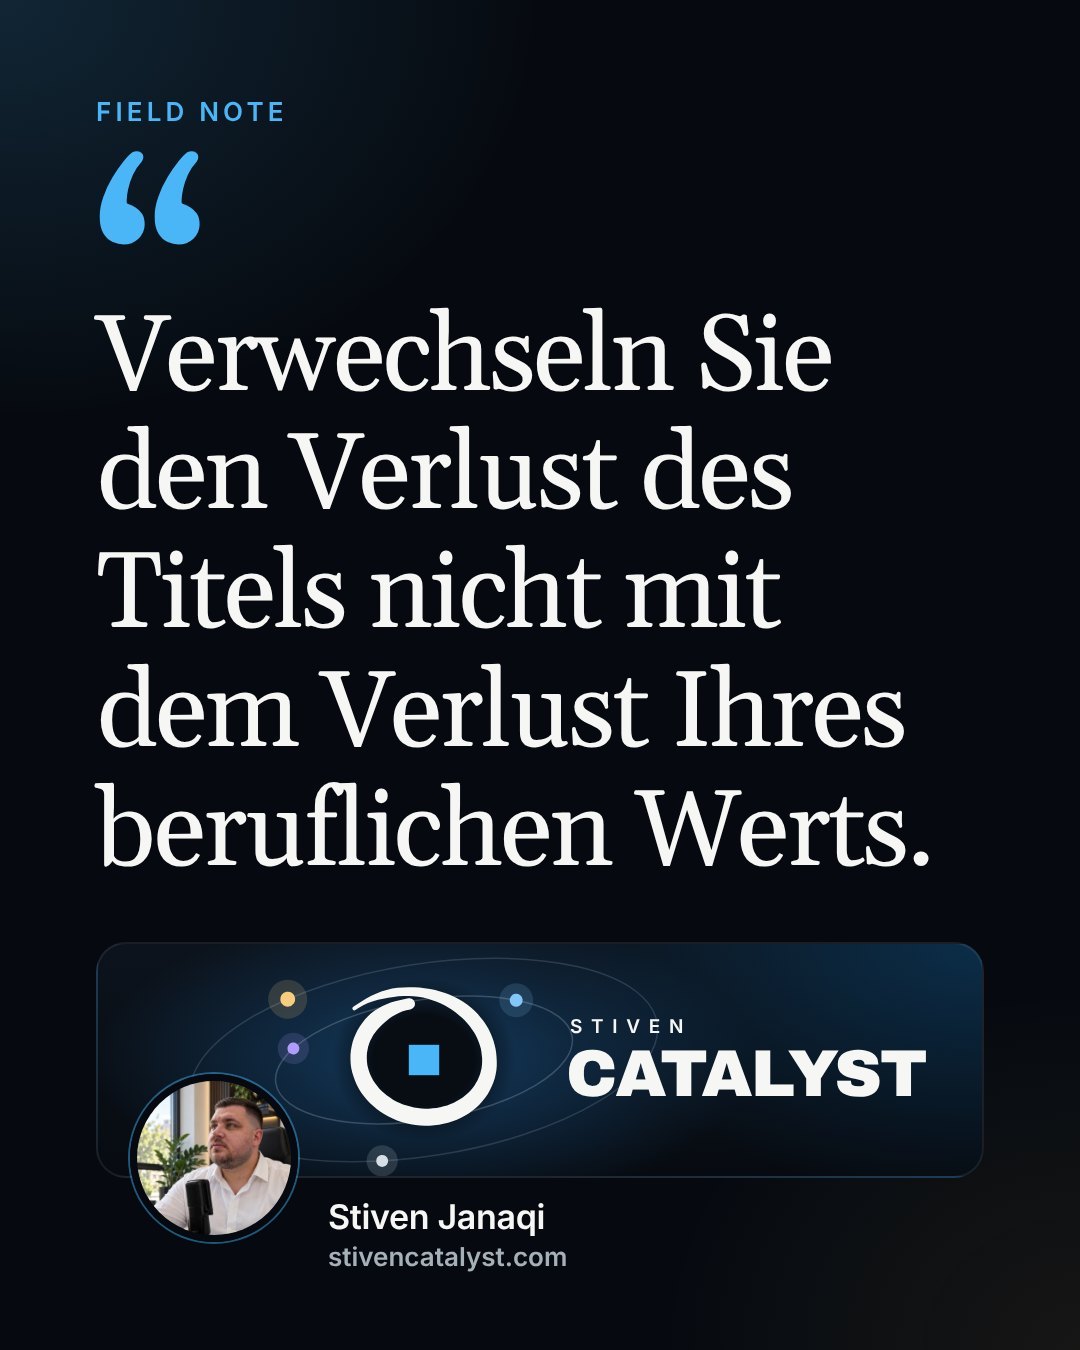 FIELD NOTE
“
Verwechseln Sie
den Verlust des
Titels nicht mit
dem Verlust Ihres
beruflichen Werts.
STIVEN
CATALYST
Stiven Janaqi
stivencatalyst.com